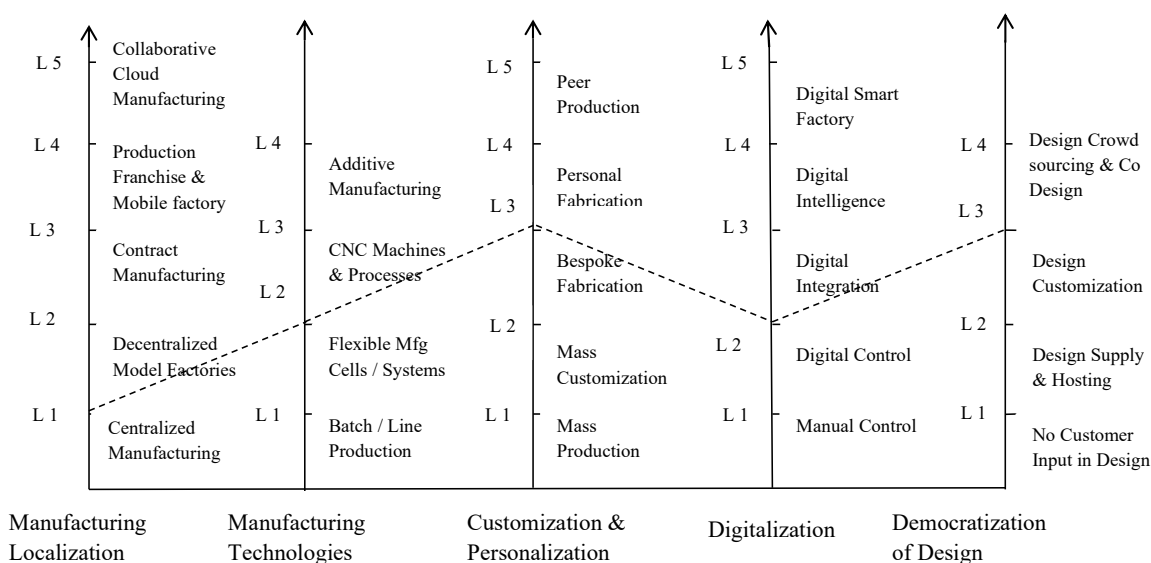 L 5
Collaborative
Cloud
Manufacturing
L 4
Production
Franchise &
Mobile factory
L 3
Contract
Manufacturing
L 2
Decentralized
Model Factories
L 1
Centralized
Manufacturing
Manufacturing
Localization
L 4
Additive
Manufacturing
L 3
CNC Machines
& Processes
L 2
Flexible Mfg
Cells / Systems
L 1
Batch / Line
Production
Manufacturing
Technologies
L 5
Peer
Production
L 4
Personal
Fabrication
L 3
Bespoke
Fabrication
L 2
Mass
Customization
L 1
Mass
Production
Customization &
Personalization
L 5
Digital Smart
Factory
L 4
Digital
Intelligence
L 3
Digital
Integration
L 2
Digital Control
L 1
Manual Control
Digitalization
L 4
Design Crowd
sourcing & Co
Design
L 3
Design
Customization
L 2
Design Supply
& Hosting
L 1
No Customer
Input in Design
Democratization
of Design